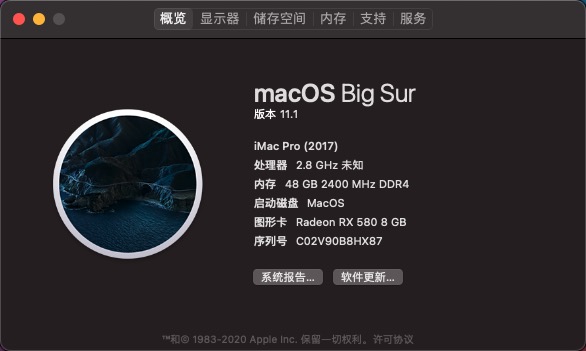 概览 显示器 储存空间 内存 支持 服务
macOS Big Sur
版本 11.1
iMac Pro (2017)
处理器 2.8 GHz 未知
内存 48 GB 2400 MHz DDR4
启动磁盘 MacOS
图形卡 Radeon RX 580 8 GB
序列号 C02V90B8HX87
系统报告... 软件更新...
™和© 1983-2020 Apple Inc. 保留一切权利。许可协议